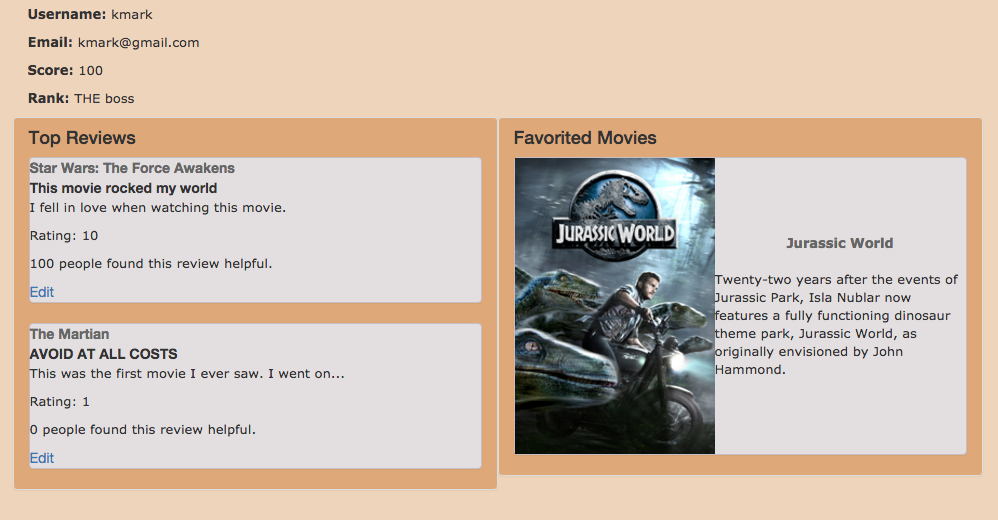 Username: kmark
Email: kmark@gmail.com
Score: 100
Rank: THE boss
Top Reviews
Star Wars: The Force Awakens
This movie rocked my world
I fell in love when watching this movie.
Rating: 10
100 people found this review helpful.
Edit
The Martian
AVOID AT ALL COSTS
This was the first movie I ever saw. I went on...
Rating: 1
0 people found this review helpful.
Edit
Favorited Movies
JURASSIC WORLD
Jurassic World
Twenty-two years after the events of
Jurassic Park, Isla Nublar now
features a fully functioning dinosaur
theme park, Jurassic World, as
originally envisioned by John
Hammond.